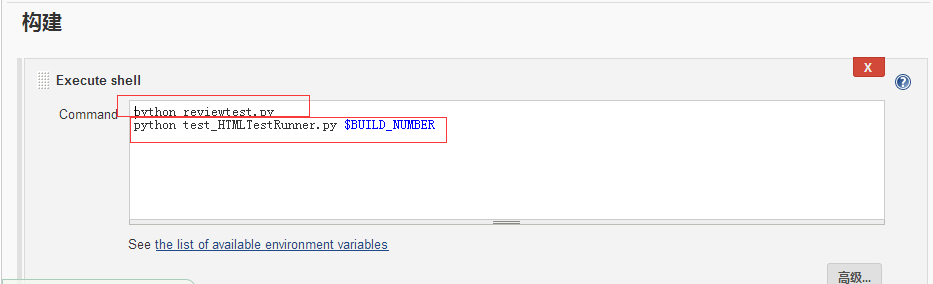 构建
Execute shell
X
?
Command
python reviewtest.py
python test_HTMLTestRunner.py $BUILD_NUMBER
See the list of available environment variables
高级...